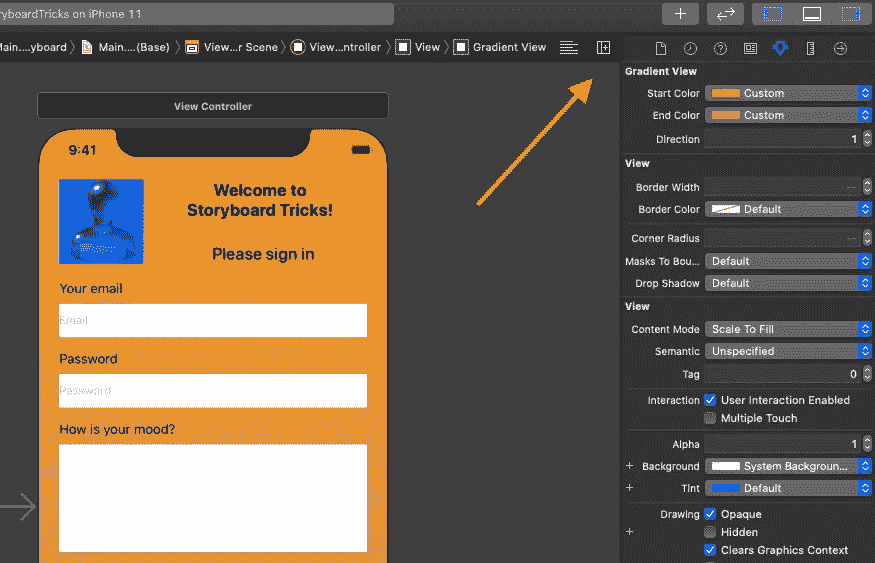 ryboardTricks on iPhone 11
Main....yboard
Main....(Base)
View...r Scene
View...ntroller
View
Gradient View
View Controller
9:41
Welcome to
Storyboard Tricks!
Please sign in
Your email
Email
Password
Password
How is your mood?
Gradient View
Start Color
Custom
End Color
Custom
Direction
1
View
Border Width
Border Color
Default
Corner Radius
Masks To Bou...
Default
Drop Shadow
Default
View
Content Mode
Scale To Fill
Semantic
Unspecified
Tag
0
Interaction
User Interaction Enabled
Multiple Touch
Alpha
1
Background
System Backgroun...
Tint
Default
Drawing
Opaque
Hidden
Clears Graphics Context